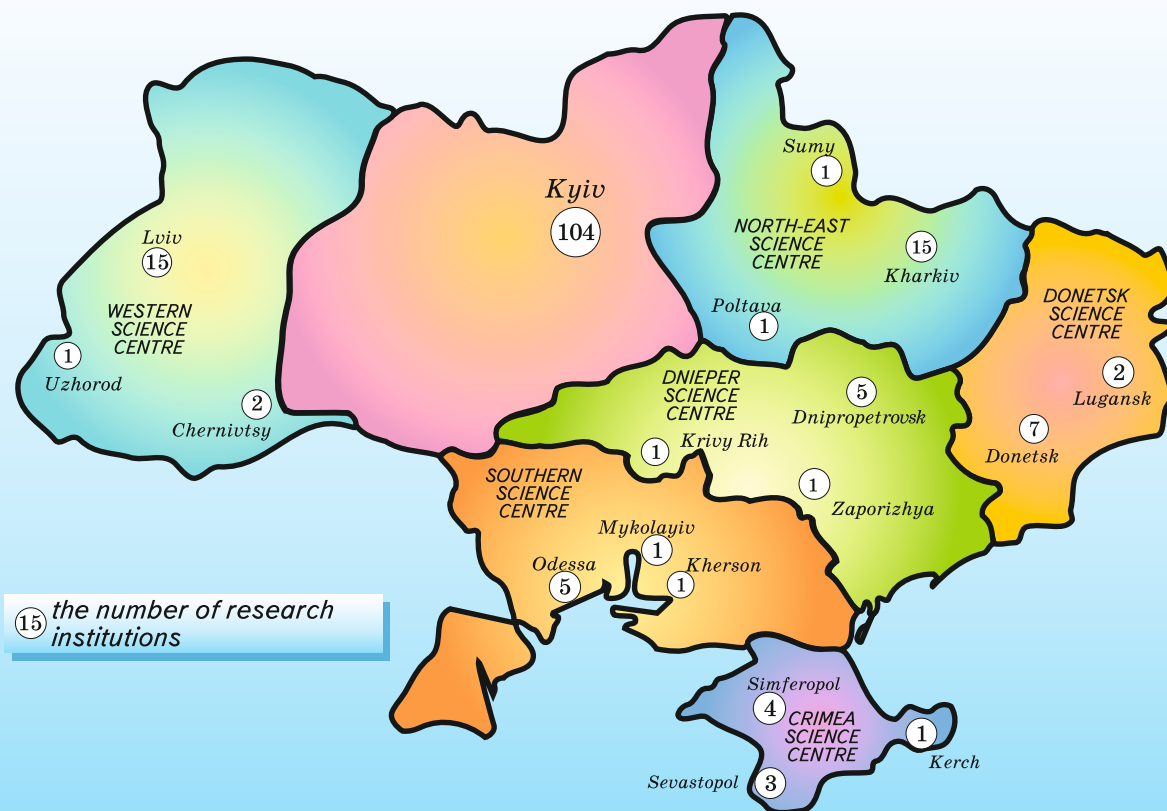 Sumy
1
Kyiv
104
NORTH-EAST
SCIENCE
CENTRE
15
Kharkiv
Poltava
1
Lviv
15
WESTERN
SCIENCE
CENTRE
1
Uzhorod
2
Chernivtsy
DONETSK
SCIENCE
CENTRE
2
Lugansk
7
Donetsk
DNIEPER
SCIENCE
CENTRE
5
Dnipropetrovsk
Krivy Rih
1
1
Zaporizhya
SOUTHERN
SCIENCE
CENTRE
Mykolayiv
1
Odessa
5
Kherson
1
15 the number of research
institutions
Simferopol
4
CRIMEA
SCIENCE
CENTRE
1
Kerch
Sevastopol
3